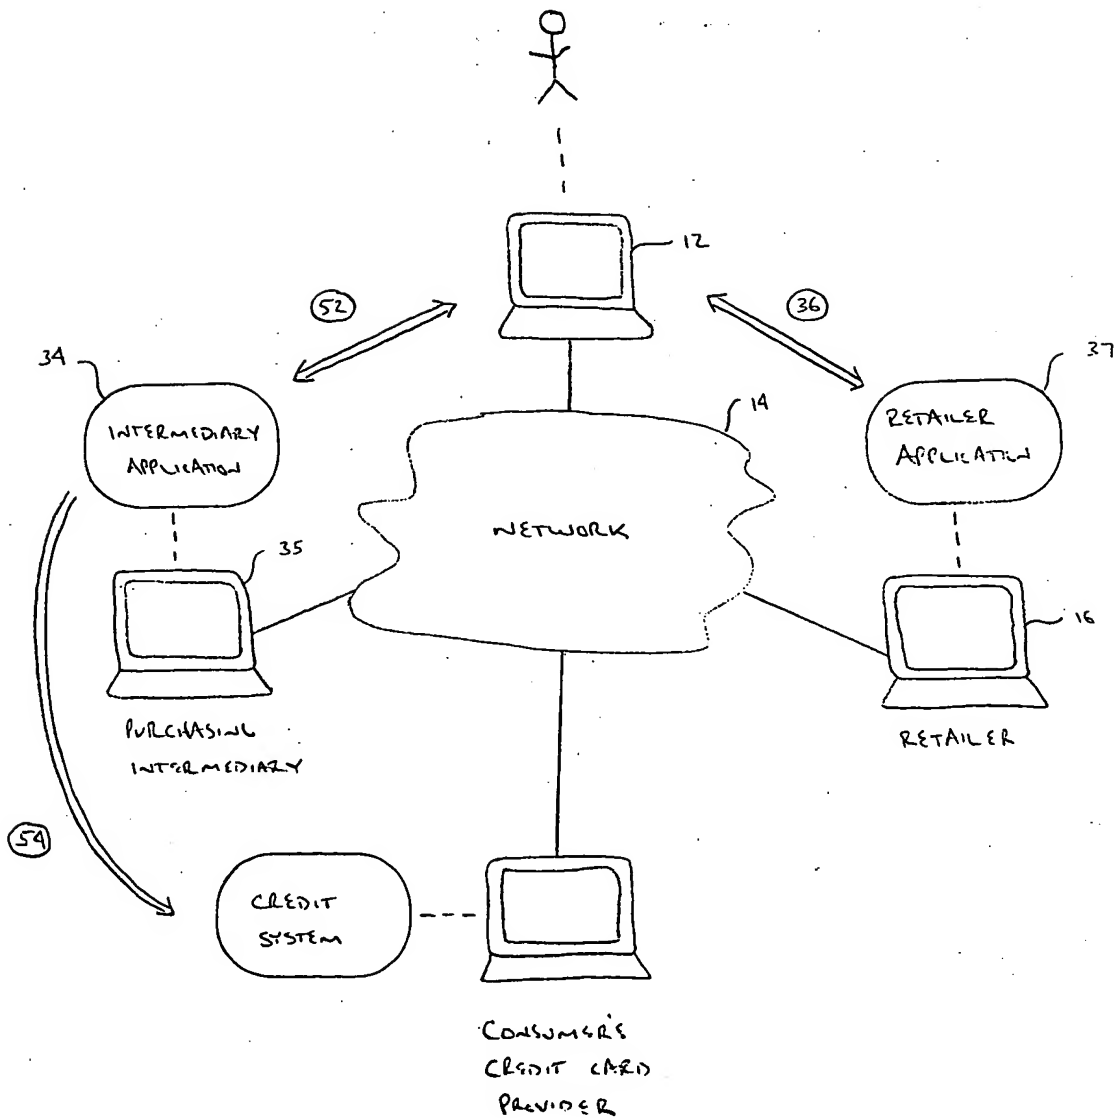 12
52
36
34
37
INTERMEDIARY
APPLICATION
14
RETAILER
APPLICATION
NETWORK
35
16
PURCHASING
INTERMEDIARY
RETAILER
54
CREDIT
SYSTEM
CONSUMER'S
CREDIT CARD
PROVIDER